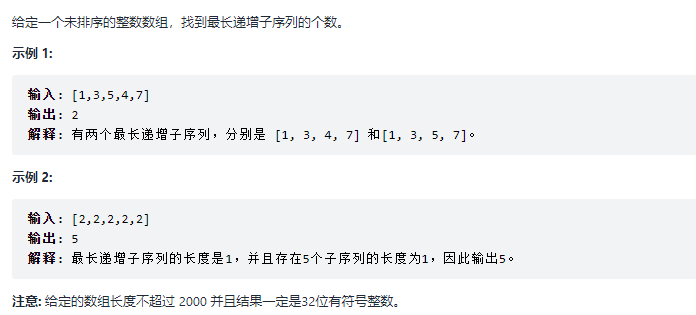 给定一个未排序的整数数组，找到最长递增子序列的个数。
示例 1:
输入: [1,3,5,4,7]
输出: 2
解释: 有两个最长递增子序列，分别是 [1, 3, 4, 7] 和[1, 3, 5, 7]。
示例 2:
输入: [2,2,2,2,2]
输出: 5
解释: 最长递增子序列的长度是1，并且存在5个子序列的长度为1，因此输出5。
注意: 给定的数组长度不超过 2000 并且结果一定是32位有符号整数。